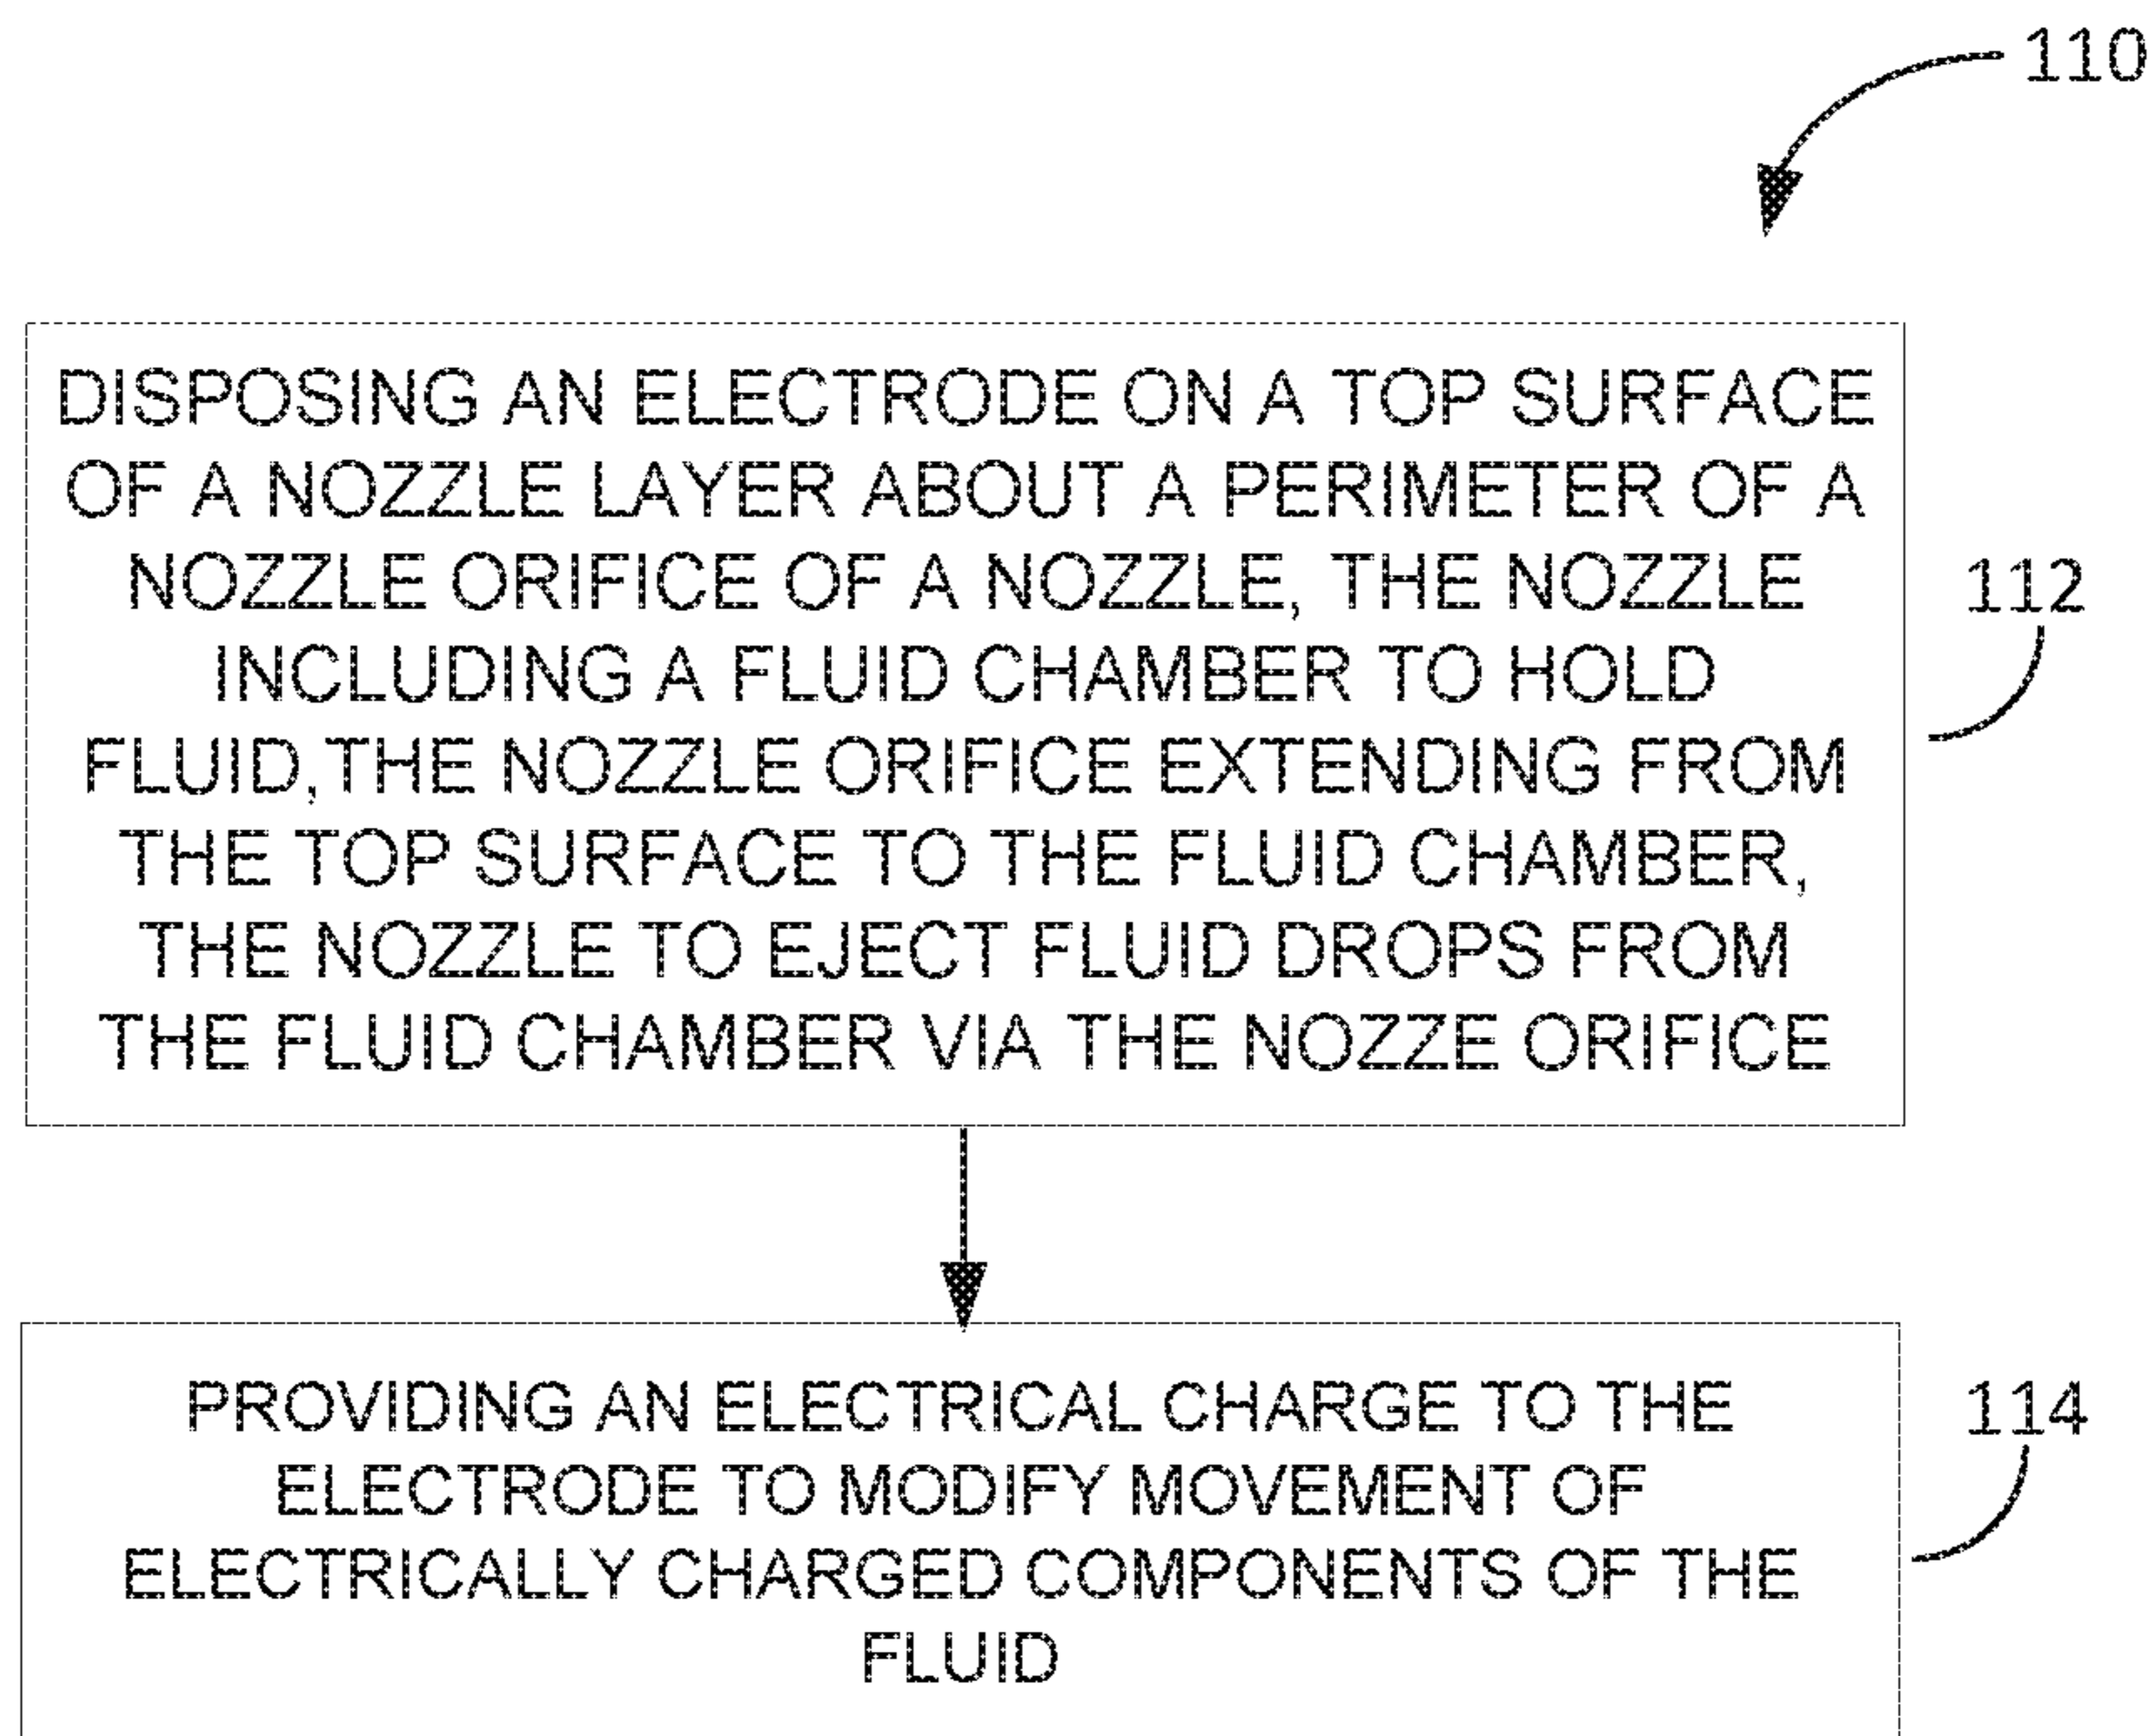 110
DISPOSING AN ELECTRODE ON A TOP SURFACE
OF A NOZZLE LAYER ABOUT A PERIMETER OF A
NOZZLE ORIFICE OF A NOZZLE, THE NOZZLE
INCLUDING A FLUID CHAMBER TO HOLD
FLUID,THE NOZZLE ORIFICE EXTENDING FROM
THE TOP SURFACE TO THE FLUID CHAMBER,
THE NOZZLE TO EJECT FLUID DROPS FROM
THE FLUID CHAMBER VIA THE NOZZE ORIFICE
112
PROVIDING AN ELECTRICAL CHARGE TO THE
ELECTRODE TO MODIFY MOVEMENT OF
ELECTRICALLY CHARGED COMPONENTS OF THE
FLUID
114